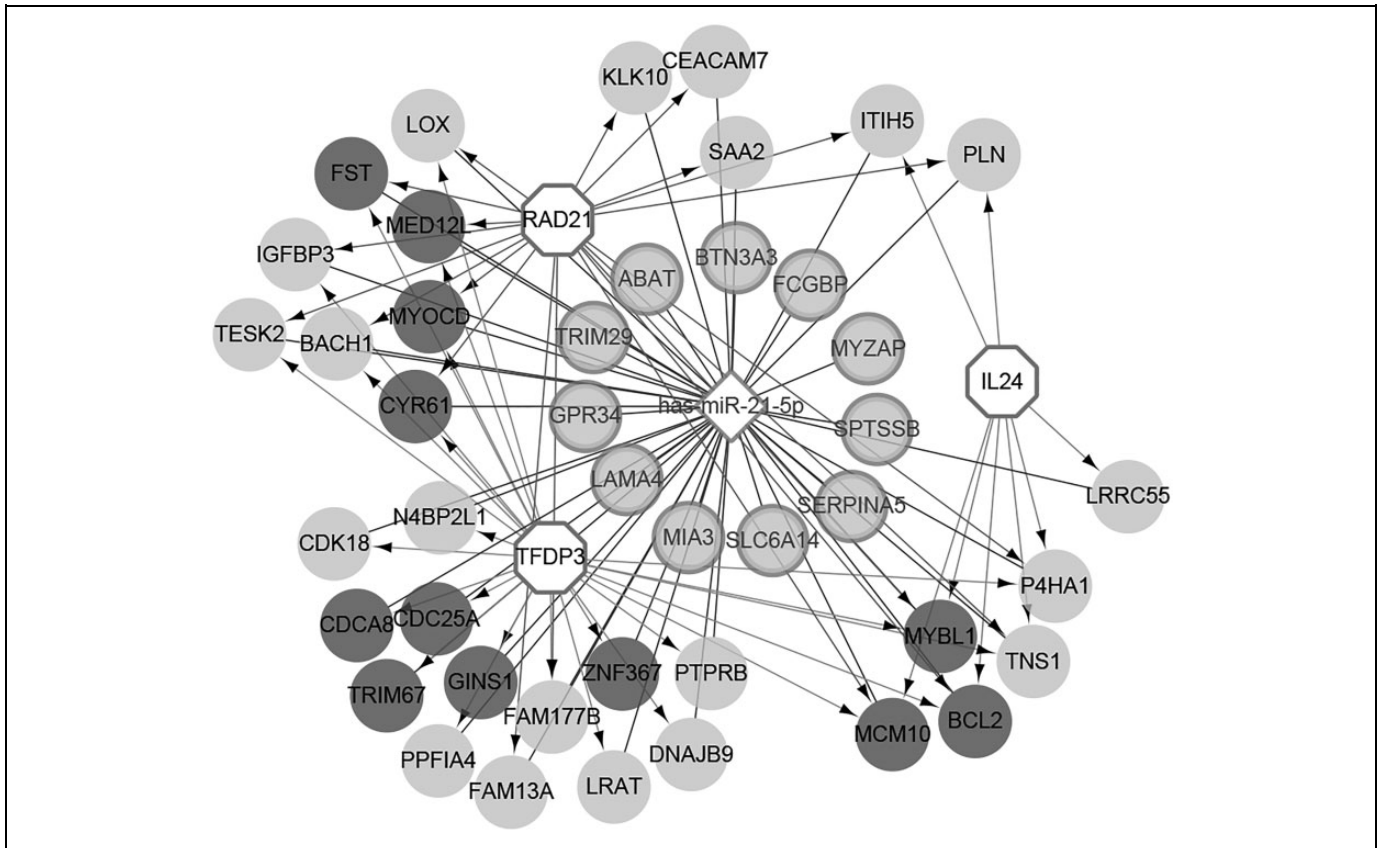 CEACAM7
KLK10
LOX
ITIH5
SAA2
PLN
FST
RAD21
MED12L
IGFBP3
BTN3A3
ABAT
FCGBP
MYOCD
TRIM29
TESK2
BACH1
MYZAP
IL24
CYR61
has-miR-21-5p
GPR34
SPTSSB
LAMA4
LRRC55
SERPINA5
N4BP2L1
CDK18
MIA3
SLC6A14
TFDP3
P4HA1
CDCA8
CDC25A
MYBL1
TNS1
ZNF367
PTPRB
GINS1
TRIM67
FAM177B
BCL2
MCM10
DNAJB9
PPFIA4
LRAT
FAM13A